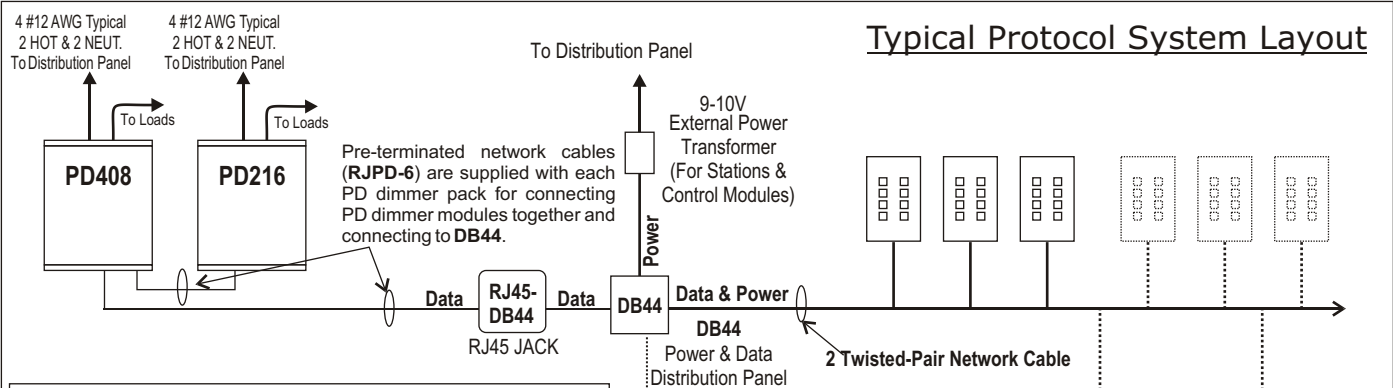 Typical Protocol System Layout
4 #12 AWG Typical
2 HOT & 2 NEUT.
To Distribution Panel
4 #12 AWG Typical
2 HOT & 2 NEUT.
To Distribution Panel
To Loads
To Loads
PD408
PD216
Pre-terminated network cables
(RJPD-6) are supplied with each
PD dimmer pack for connecting
PD dimmer modules together and
connecting to DB44.
To Distribution Panel
9-10V
External Power
Transformer
(For Stations &
Control Modules)
Power
Data
RJ45-
DB44
RJ45 JACK
Data
DB44
Data & Power
DB44
Power & Data
Distribution Panel
2 Twisted-Pair Network Cable